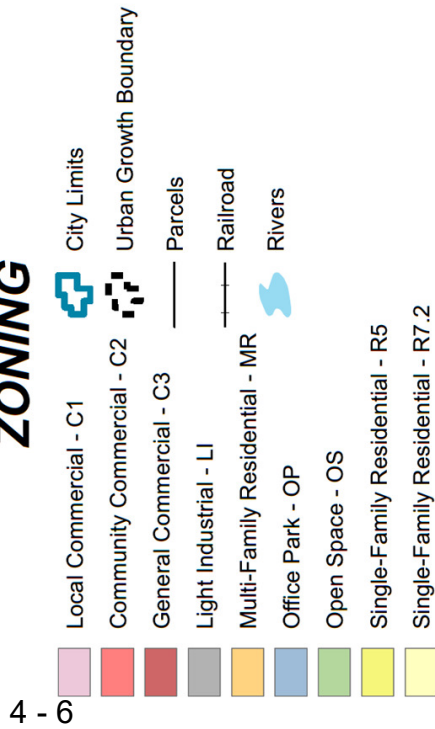 ZONING
Local Commercial - C1
Community Commercial - C2
General Commercial - C3
Light Industrial - LI
Multi-Family Residential - MR
Office Park - OP
Open Space - OS
Single-Family Residential - R5
Single-Family Residential - R7.2
City Limits
Urban Growth Boundary
Parcels
Railroad
Rivers
4 - 6